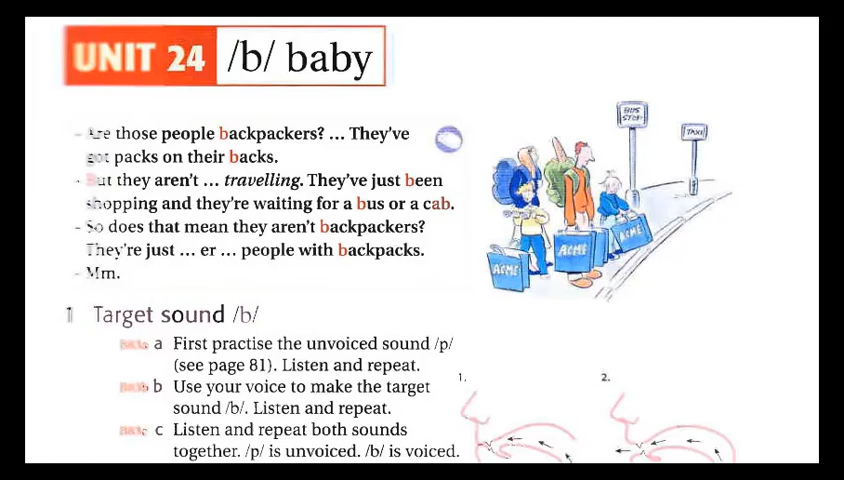 UNIT 24 /b/ baby
- Are those people backpackers? ... They've
got packs on their backs.
- But they aren't ... travelling. They've just been
shopping and they're waiting for a bus or a cab.
- So does that mean they aren't backpackers?
They're just ... er ... people with backpacks.
- Mm.
BUS
STOP
TAXI
ACME
ACME
ACME
1 Target sound /b/
a First practise the unvoiced sound /p/
(see page 81). Listen and repeat.
b Use your voice to make the target
sound /b/. Listen and repeat.
c Listen and repeat both sounds
together. /p/ is unvoiced. /b/ is voiced.
1.
2.